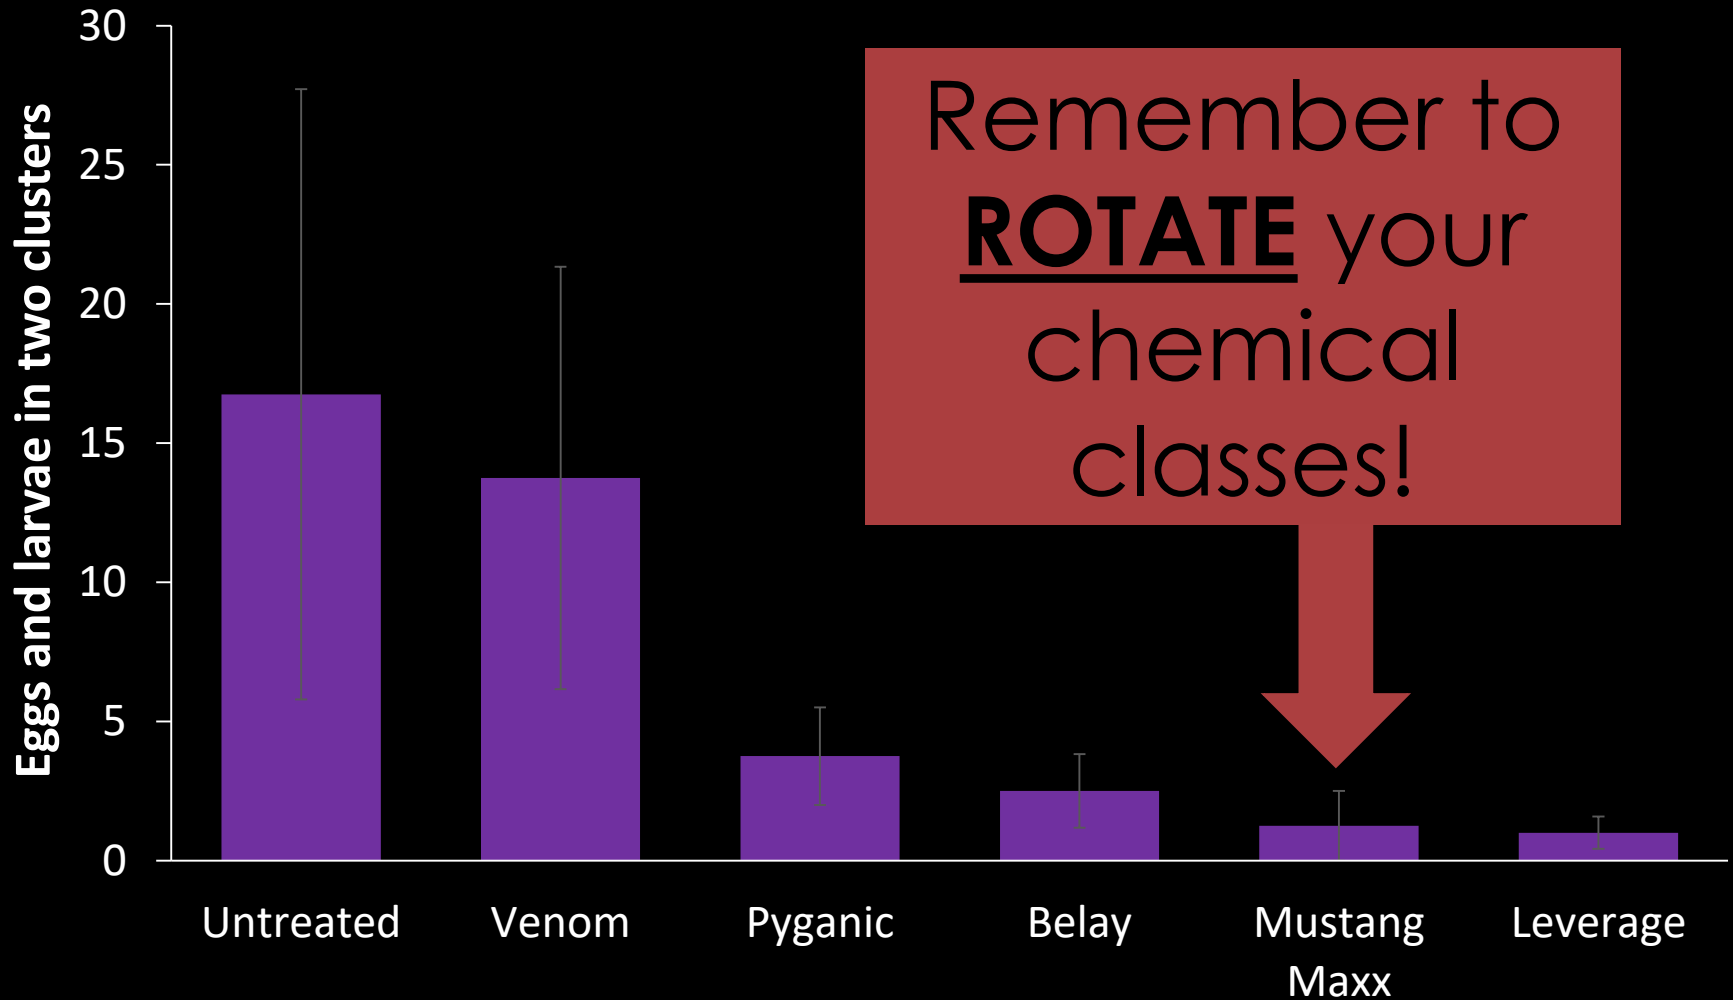 30
25
20
15
10
5
0
Eggs and larvae in two clusters
Remember to
ROTATE your
chemical
classes!
Untreated
Venom
Pyganic
Belay
Mustang
Maxx
Leverage